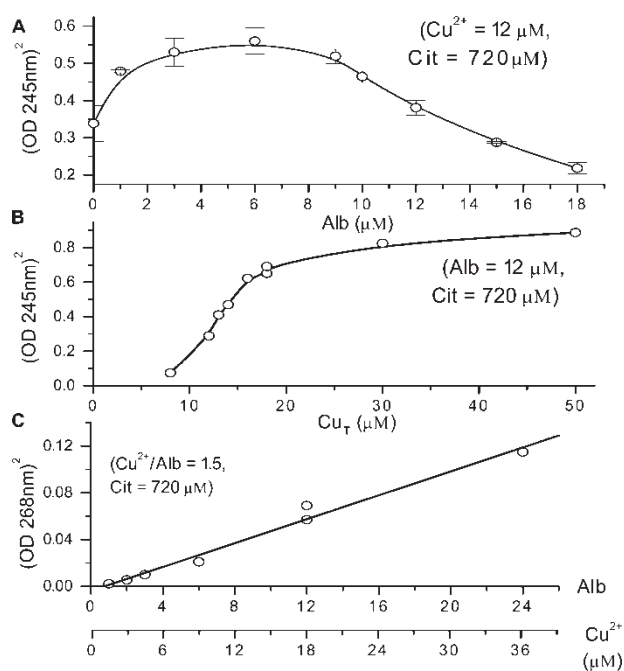 A
(Cu²⁺ = 12 μM,
Cit = 720 μM)
(OD 245nm)²
0.6
0.5
0.4
0.3
0.2
0 2 4 6 8 10 12 14 16 18
Alb (μM)
B
(Alb = 12 μM,
Cit = 720 μM)
(OD 245nm)²
0.8
0.6
0.4
0.2
0.0
0 10 20 30 40 50
Cu_T (μM)
C
(Cu²⁺/Alb = 1.5,
Cit = 720 μM)
(OD 268nm)²
0.12
0.08
0.04
0.00
0 4 8 12 16 20 24 Alb
0 6 12 18 24 30 36 Cu²⁺
(μM)